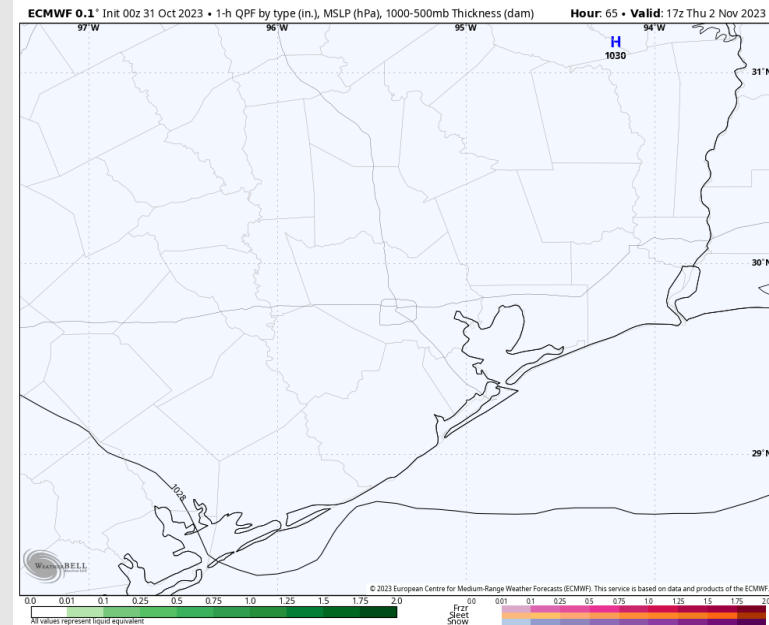 ECMWF 0.1° Init 00z 31 Oct 2023 • 1-h QPF by type (in.), MSLP (hPa), 1000-500mb Thickness (dam) Hour: 65 • Valid: 17z Thu 2 Nov 2023
97°W 96°W 95°W 94°W
H
1030
31°N
30°N
29°N
1028
WEATHERBELL
© 2023 European Centre for Medium-Range Weather Forecasts (ECMWF). This service is based on data and products of the ECMWF.
0.0 0.01 0.1 0.25 0.5 0.75 1.0 1.25 1.5 1.75 2.0
0.0 0.01 0.1 0.25 0.5 0.75 1.0 1.25 1.5 1.75 2.0
Frzr
Sleet
Snow
All values represent liquid equivalent